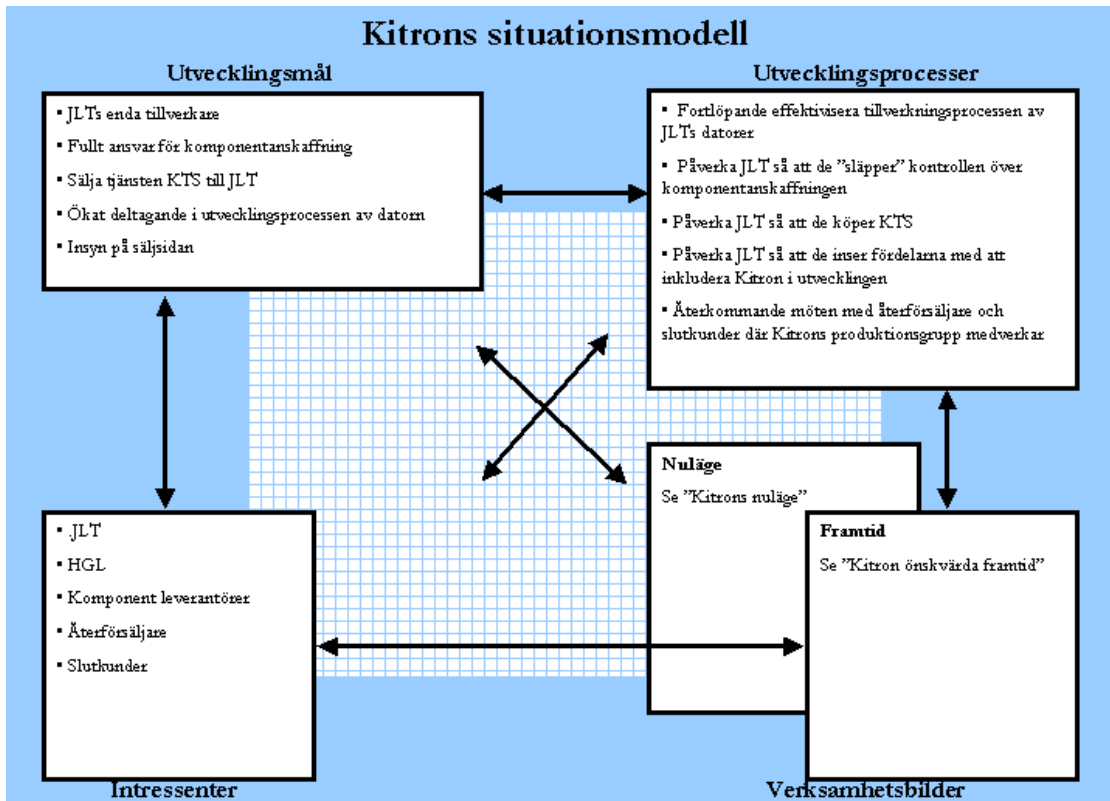 Kitrons situationsmodell
Utvecklingsmål
▪ JLTs enda tillverkare
▪ Fullt ansvar för komponentanskaffning
▪ Sälja tjänsten KTS till JLT
▪ Ökat deltagande i utvecklingsprocessen av datorn
▪ Insyn på säljsidan
Utvecklingsprocesser
▪ Fortlöpande effektivisera tillverkningsprocessen av
JLTs datorer
▪ Påverka JLT så att de ”släpper” kontrollen över
komponentanskaffningen
▪ Påverka JLT så att de köper KTS
▪ Påverka JLT så att de inser fördelarna med att
inkludera Kitron i utvecklingen
▪ Återkommande möten med återförsäljare och
slutkunder där Kitrons produktionsgrupp medverkar
▪ .JLT
▪ HGL
▪ Komponent leverantörer
▪ Återförsäljare
▪ Slutkunder
Intressenter
Nuläge
Se ”Kitrons nuläge”
Framtid
Se ”Kitron önskvärda framtid”
Verksamhetsbilder